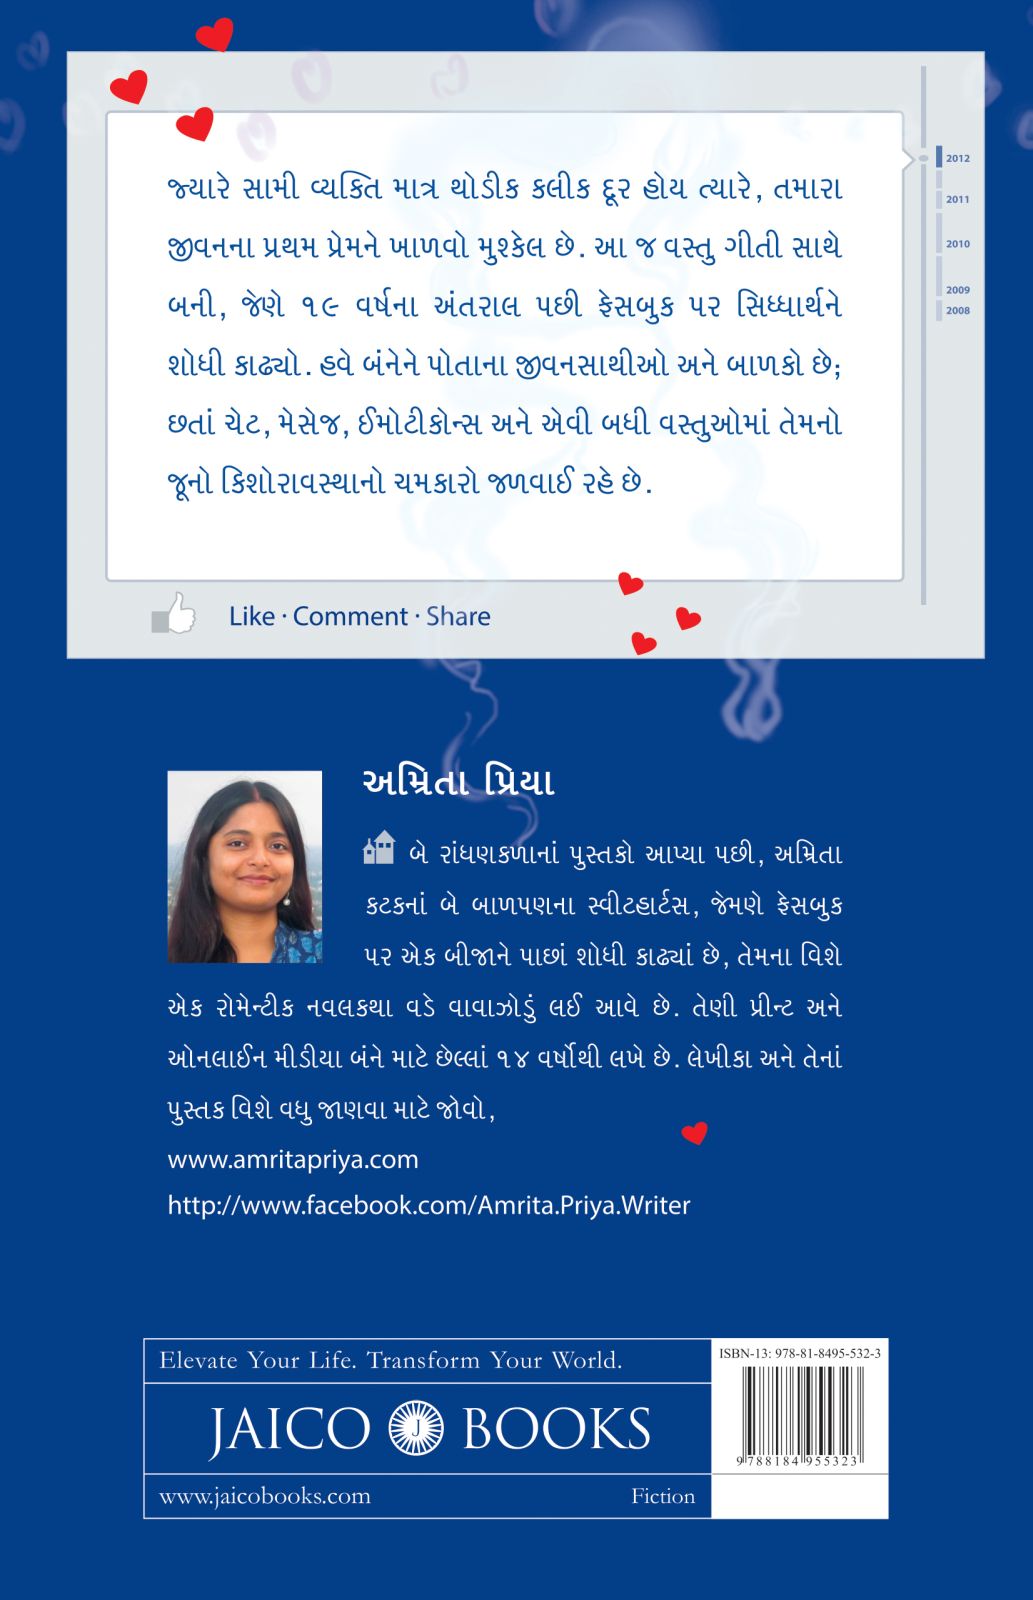 જ્યારે સામી વ્યક્તિ માત્ર થોડીક કલીક દૂર હોય ત્યારે, તમારા
જીવનના પ્રથમ પ્રેમને ખાળવો મુશ્કેલ છે. આ જ વસ્તુ ગીતી સાથે
બની, જેણે ૧૯ વર્ષના અંતરાલ પછી ફેસબુક પર સિધ્ધાર્થને
શોધી કાઢ્યો. હવે બંનેને પોતાના જીવનસાથીઓ અને બાળકો છે;
છતાં ચેટ, મેસેજ, ઈમોટીકોન્સ અને એવી બધી વસ્તુઓમાં તેમનો
જૂનો કિશોરાવસ્થાનો ચમકારો જળવાઈ રહે છે.
2012
2011
2010
2009
2008
Like · Comment · Share
અમ્રિતા પ્રિયા
બે રાંધણકળાનાં પુસ્તકો આપ્યા પછી, અમ્રિતા
કટકનાં બે બાળપણના સ્વીટહાર્ટસ, જેમણે ફેસબુક
પર એક બીજાને પાછાં શોધી કાઢ્યાં છે, તેમના વિશે
એક રોમેન્ટીક નવલકથા વડે વાવાઝોડું લઈ આવે છે. તેણી પ્રીન્ટ અને
ઓનલાઈન મીડીયા બંને માટે છેલ્લાં ૧૪ વર્ષોથી લખે છે. લેખીકા અને તેનાં
પુસ્તક વિશે વધુ જાણવા માટે જોવો,
www.amritapriya.com
http://www.facebook.com/Amrita.Priya.Writer
Elevate Your Life. Transform Your World.
JAICO J BOOKS
www.jaicobooks.com Fiction
ISBN-13: 978-81-8495-532-3
9 788184 955323